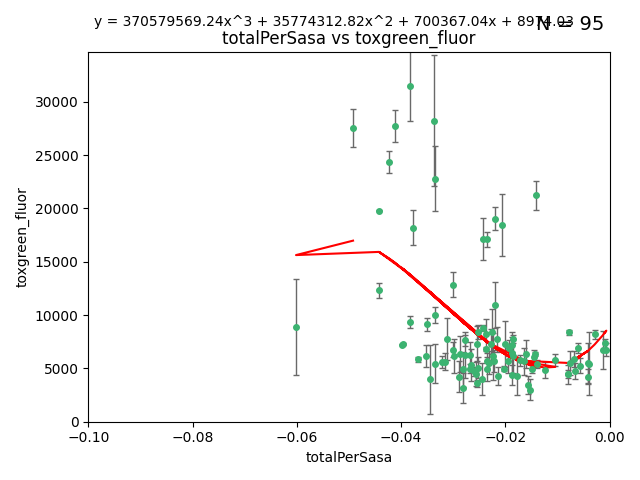 y = 370579569.24x^3 + 35774312.82x^2 + 700367.04x + 8974.03
N = 95
totalPerSasa vs toxgreen_fluor
30000
25000
20000
15000
10000
5000
0
toxgreen_fluor
−0.10 −0.08 −0.06 −0.04 −0.02 0.00
totalPerSasa